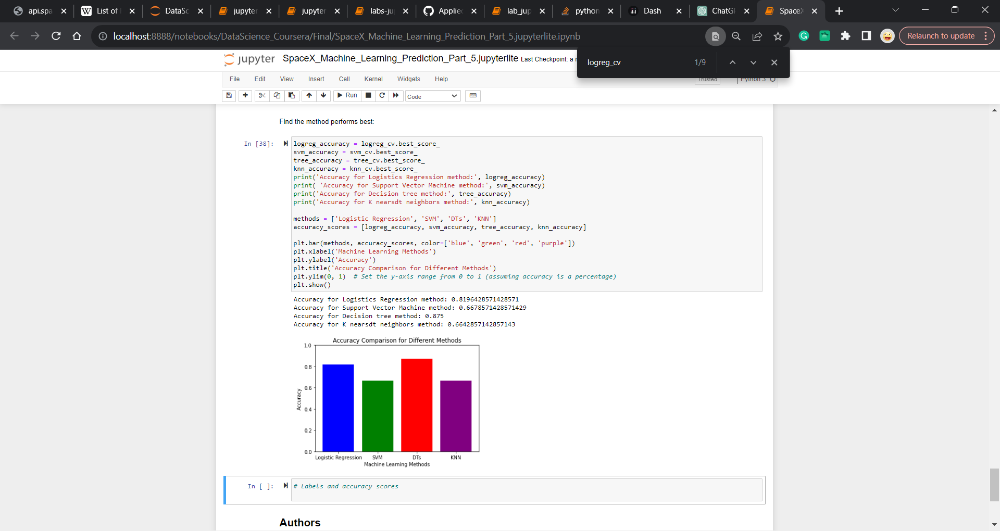 api.spa
List of
DataSc
jupyter
jupyter
labs-ju
Applied
lab_jup
python
Dash
ChatG
SpaceX
localhost:8888/notebooks/DataScience_Coursera/Final/SpaceX_Machine_Learning_Prediction_Part_5.jupyterlite.ipynb
Relaunch to update
logreg_cv 1/9
jupyter SpaceX_Machine_Learning_Prediction_Part_5.jupyterlite Last Checkpoint: a
File Edit View Insert Cell Kernel Widgets Help
Trusted Python 3
Run Code
Find the method performs best:
In [38]:
logreg_accuracy = logreg_cv.best_score_
svm_accuracy = svm_cv.best_score_
tree_accuracy = tree_cv.best_score_
knn_accuracy = knn_cv.best_score_
print('Accuracy for Logistics Regression method:', logreg_accuracy)
print( 'Accuracy for Support Vector Machine method:', svm_accuracy)
print('Accuracy for Decision tree method:', tree_accuracy)
print('Accuracy for K nearsdt neighbors method:', knn_accuracy)
methods = ['Logistic Regression', 'SVM', 'DTs', 'KNN']
accuracy_scores = [logreg_accuracy, svm_accuracy, tree_accuracy, knn_accuracy]
plt.bar(methods, accuracy_scores, color=['blue', 'green', 'red', 'purple'])
plt.xlabel('Machine Learning Methods')
plt.ylabel('Accuracy')
plt.title('Accuracy Comparison for Different Methods')
plt.ylim(0, 1)  # Set the y-axis range from 0 to 1 (assuming accuracy is a percentage)
plt.show()
Accuracy for Logistics Regression method: 0.8196428571428571
Accuracy for Support Vector Machine method: 0.6678571428571429
Accuracy for Decision tree method: 0.875
Accuracy for K nearsdt neighbors method: 0.6642857142857143
Accuracy Comparison for Different Methods
1.0
0.8
0.6
0.4
0.2
0.0
Accuracy
Logistic Regression SVM DTs KNN
Machine Learning Methods
In [ ]:
# Labels and accuracy scores
Authors